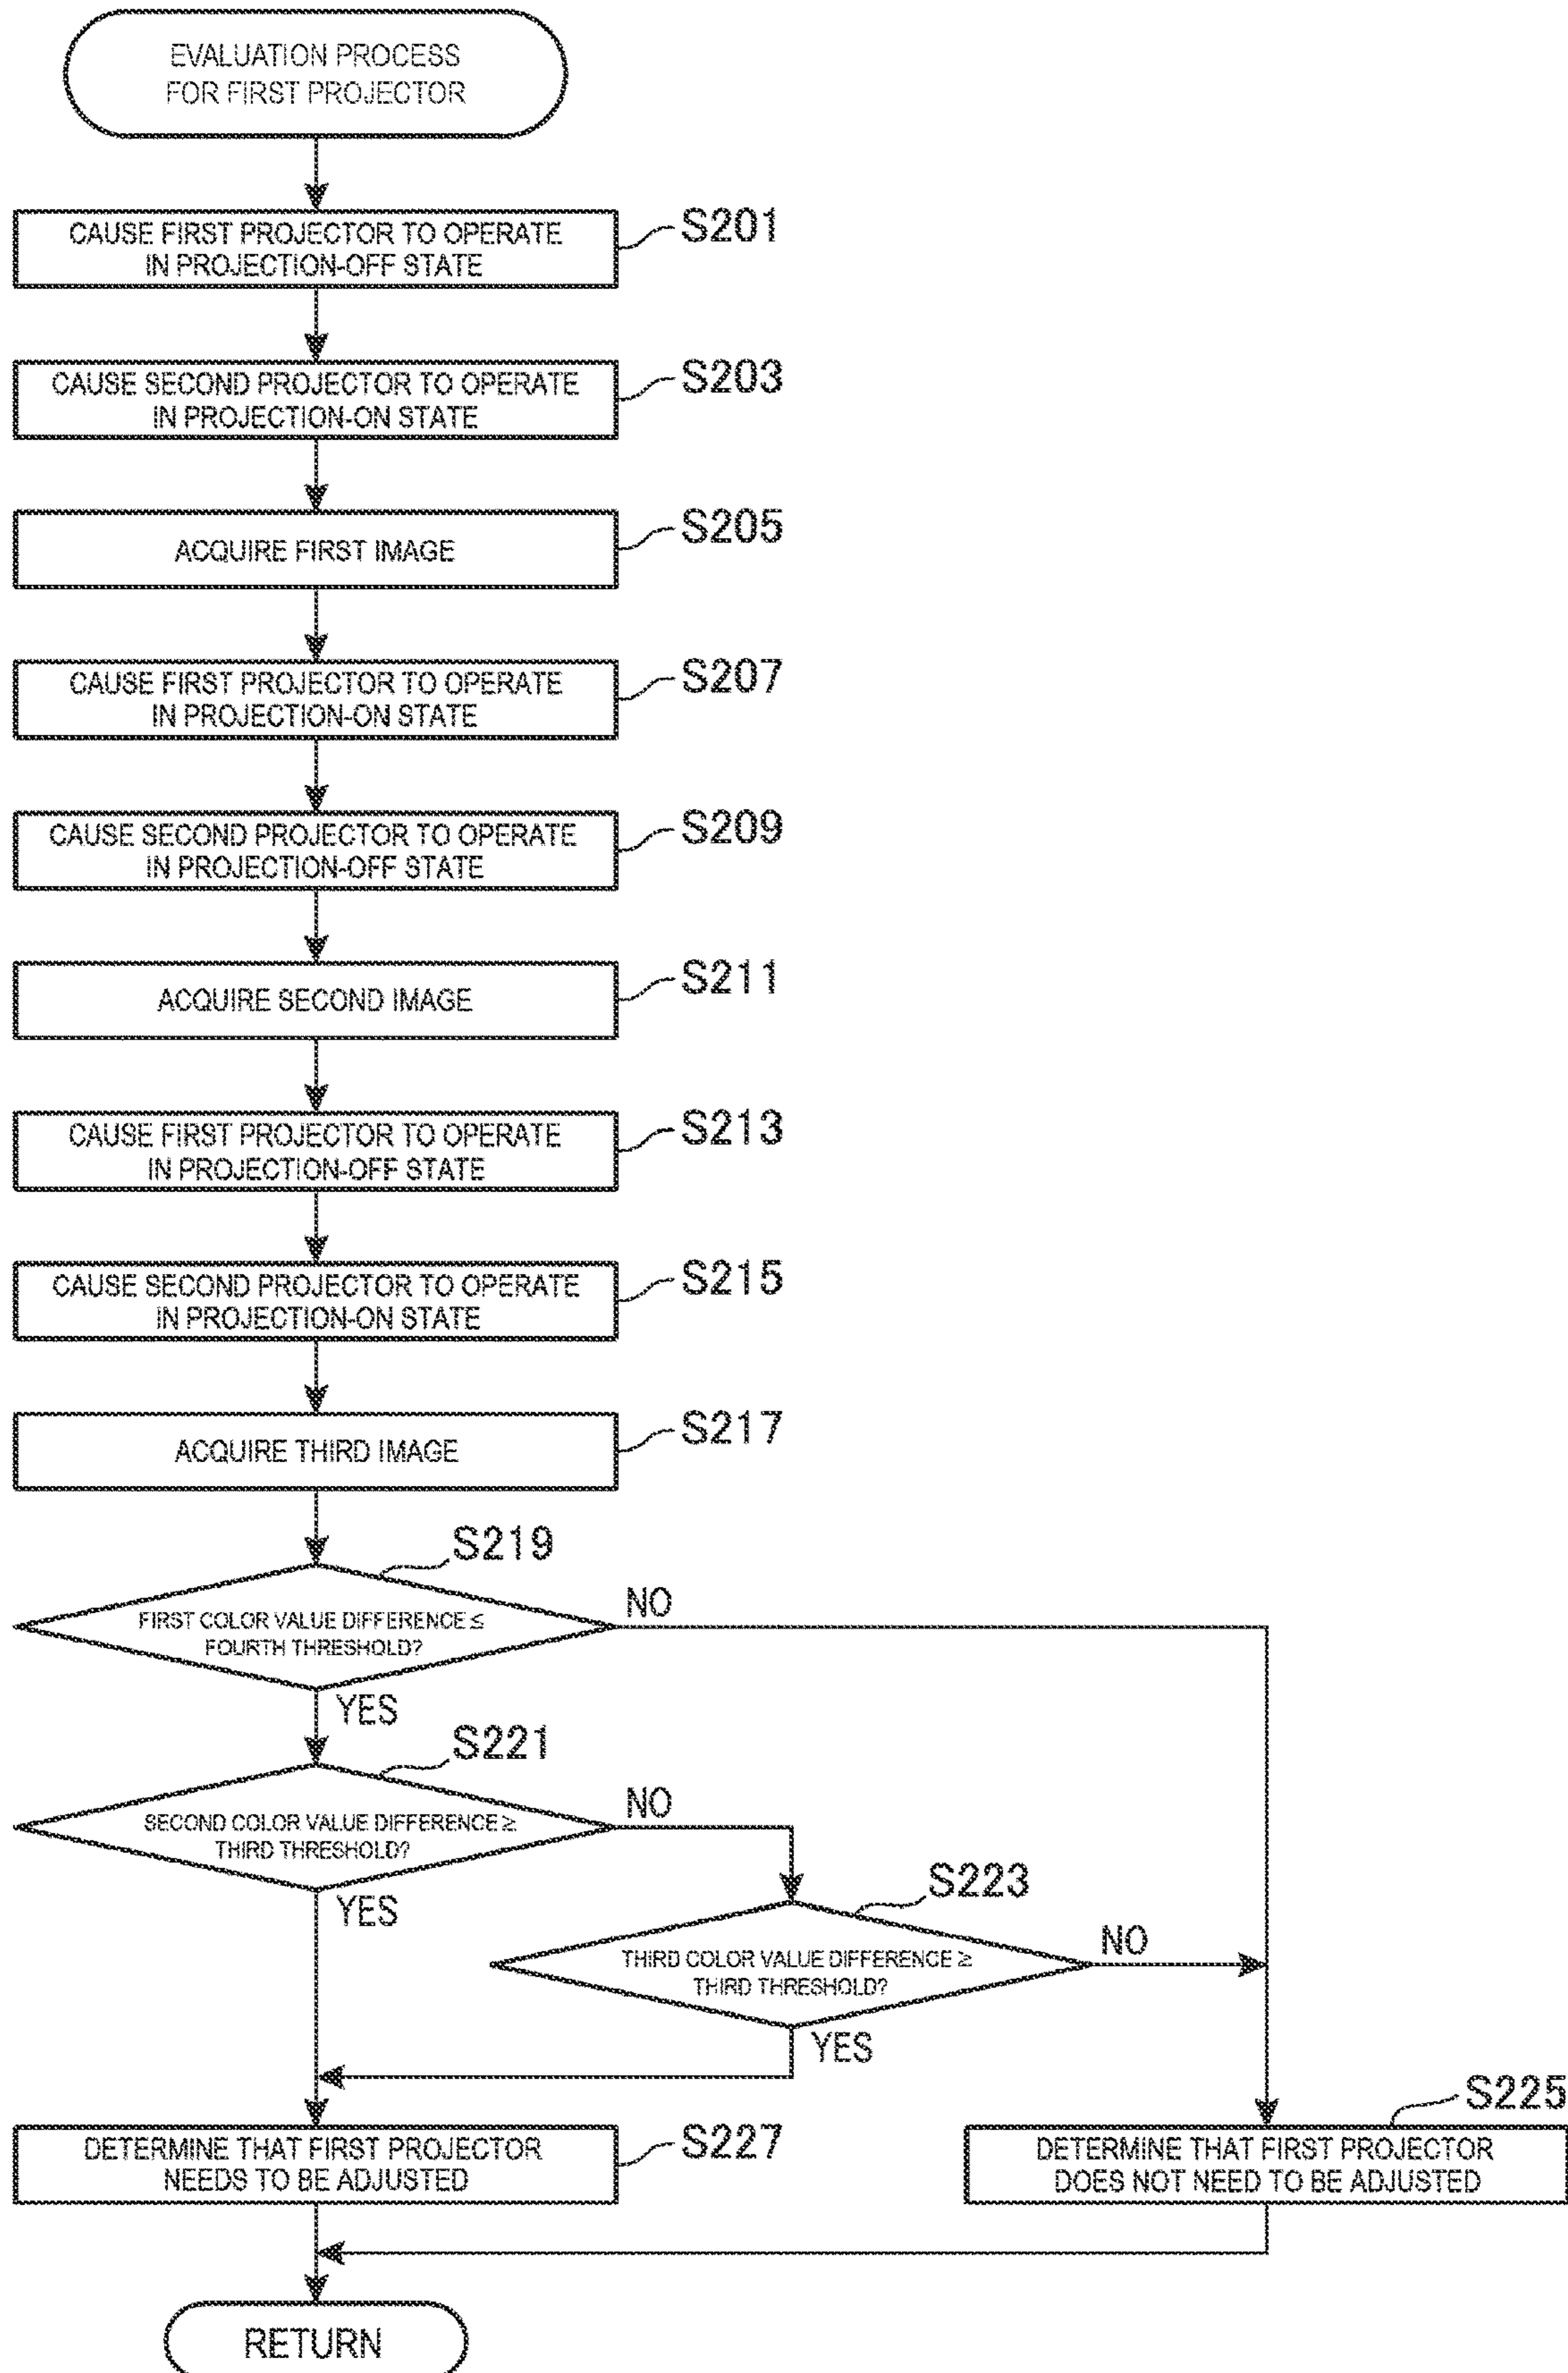 EVALUATION PROCESS
FOR FIRST PROJECTOR
CAUSE FIRST PROJECTOR TO OPERATE
IN PROJECTION-OFF STATE
S201
CAUSE SECOND PROJECTOR TO OPERATE
IN PROJECTION-ON STATE
S203
ACQUIRE FIRST IMAGE
S205
CAUSE FIRST PROJECTOR TO OPERATE
IN PROJECTION-ON STATE
S207
CAUSE SECOND PROJECTOR TO OPERATE
IN PROJECTION-OFF STATE
S209
ACQUIRE SECOND IMAGE
S211
CAUSE FIRST PROJECTOR TO OPERATE
IN PROJECTION-OFF STATE
S213
CAUSE SECOND PROJECTOR TO OPERATE
IN PROJECTION-ON STATE
S215
ACQUIRE THIRD IMAGE
S217
S219
FIRST COLOR VALUE DIFFERENCE ≤
FOURTH THRESHOLD?
NO
YES
S221
SECOND COLOR VALUE DIFFERENCE ≥
THIRD THRESHOLD?
NO
YES
S223
THIRD COLOR VALUE DIFFERENCE ≥
THIRD THRESHOLD?
NO
YES
DETERMINE THAT FIRST PROJECTOR
NEEDS TO BE ADJUSTED
S227
S225
DETERMINE THAT FIRST PROJECTOR
DOES NOT NEED TO BE ADJUSTED
RETURN